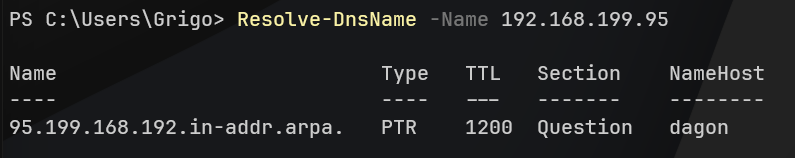 PS C:\Users\Grigo> Resolve-DnsName -Name 192.168.199.95
Name Type TTL Section NameHost
---- ---- --- ------- --------
95.199.168.192.in-addr.arpa. PTR 1200 Question dagon